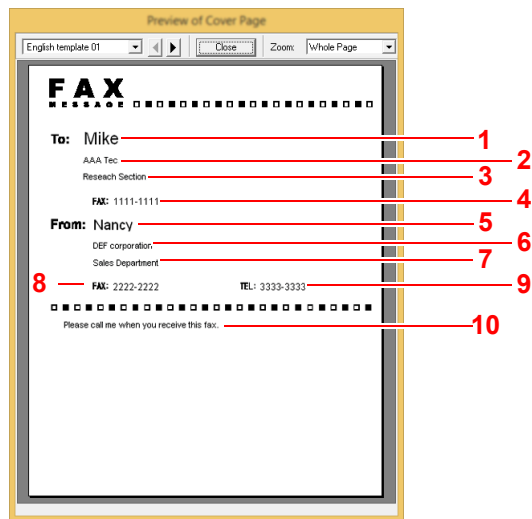 Preview of Cover Page
English template 01 Close Zoom: Whole Page
FAX
MESSAGE
To: Mike 1
AAA Tec 2
Reseach Section 3
FAX: 1111-1111 4
From: Nancy 5
DEF corporation 6
Sales Department 7
8 FAX: 2222-2222 TEL: 3333-3333 9
Please call me when you receive this fax. 10